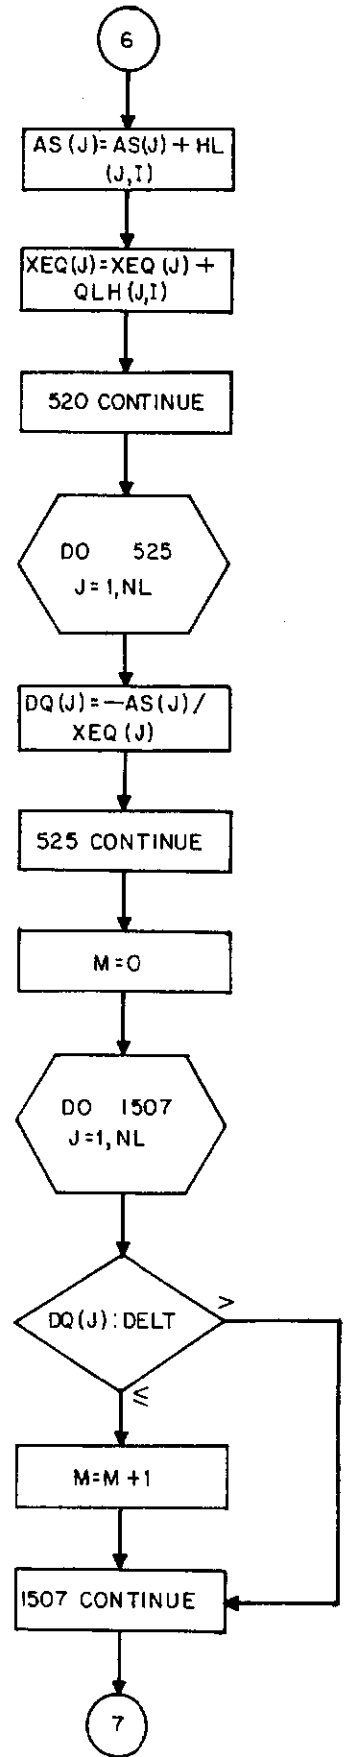 6
AS(J)=AS(J)+HL
(J,I)
XEQ(J)=XEQ(J)+
QLH(J,I)
520 CONTINUE
DO 525
J=1,NL
DQ(J)=-AS(J)/
XEQ(J)
525 CONTINUE
M=0
DO 1507
J=1,NL
>
DQ(J):DELT
≤
M=M+1
1507 CONTINUE
7